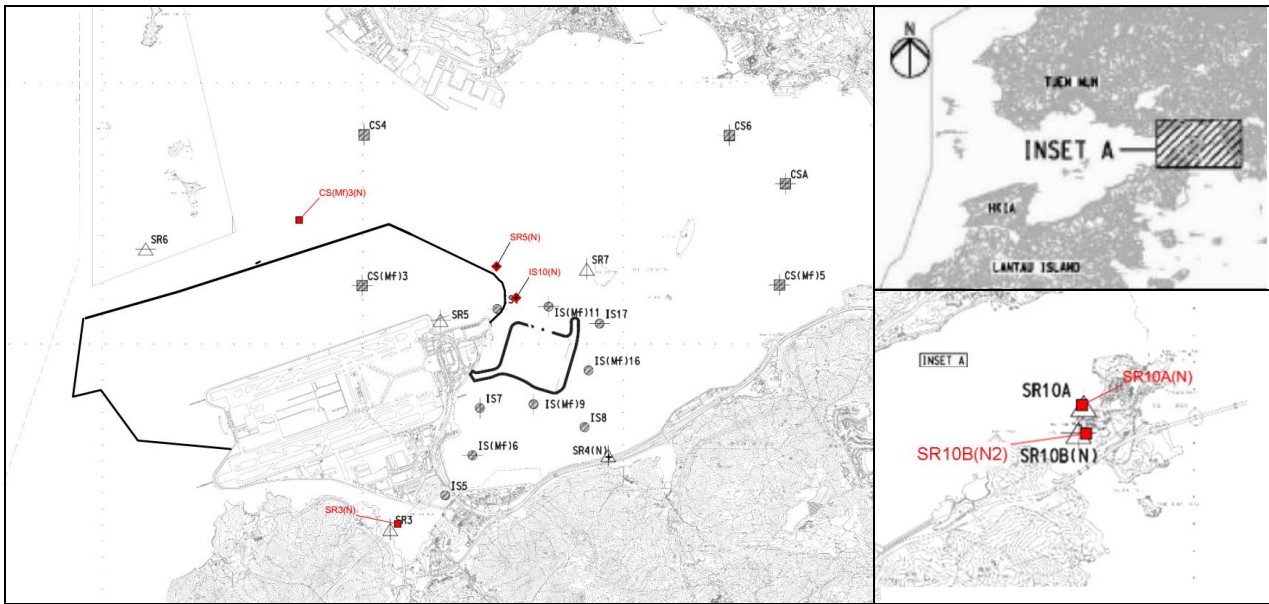 CS4
CS6
CSA
CS(Mf)3(N)
SR5(N)
SR6
SR7
IS10(N)
CS(Mf)3
CS(Mf)5
SR5
IS(Mf)11
IS17
IS(Mf)16
IS7
IS(Mf)9
IS8
IS(Mf)6
SR4(N)
IS5
SR3(N)
SR3
N
TUEN MUN
INSET A
HKIA
LANTAU ISLAND
INSET A
SR10A
SR10A(N)
SR10B(N2)
SR10B(N)